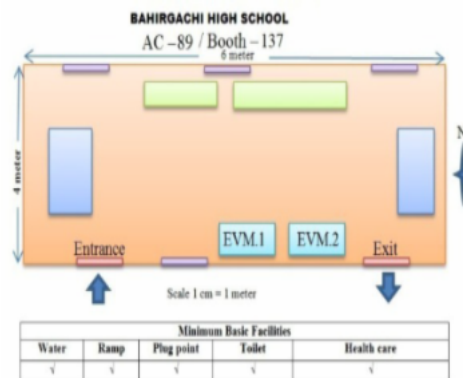 BAHIRGACHI HIGH SCHOOL
AC -89 / Booth -137
6 meter
4 meter
N
EVM.1 EVM.2
Entrance Exit
Scale 1 cm = 1 meter
Minimum Basic Facilities
Water Ramp Plug point Toilet Health care
√ √ √ √ √